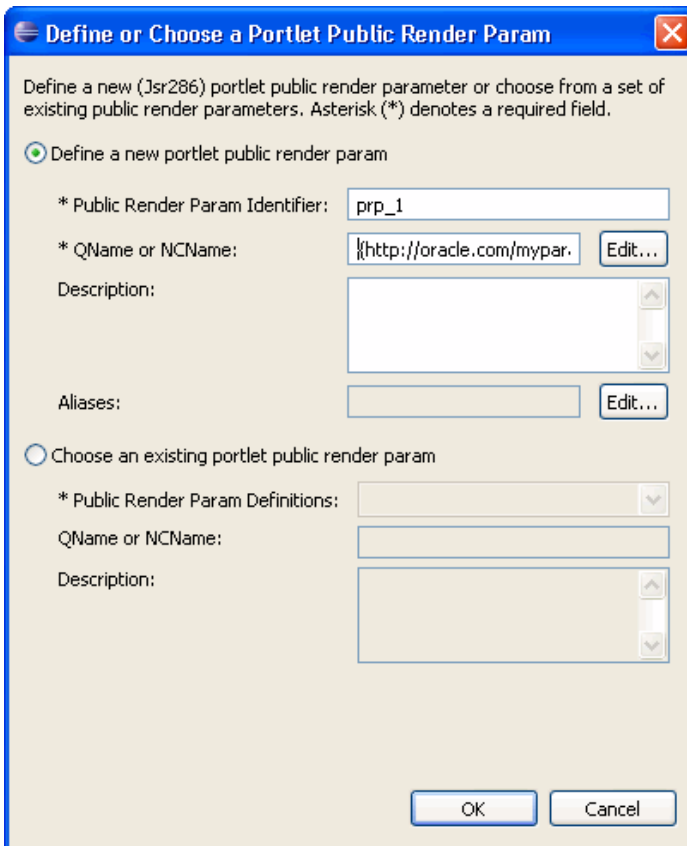 Define or Choose a Portlet Public Render Param
Define a new (Jsr286) portlet public render parameter or choose from a set of
existing public render parameters. Asterisk (*) denotes a required field.
Define a new portlet public render param
* Public Render Param Identifier: prp_1
* QName or NCName: {http://oracle.com/mypar Edit...
Description:
Aliases: Edit...
Choose an existing portlet public render param
* Public Render Param Definitions:
QName or NCName:
Description:
OK Cancel